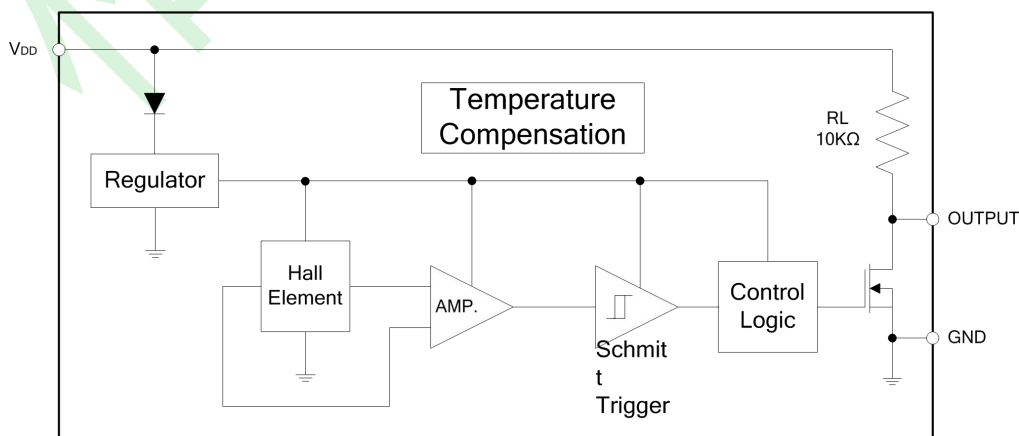 VDD
Temperature
Compensation
RL
10KΩ
Regulator
OUTPUT
Hall
Element
AMP.
Control
Logic
GND
Schmit
t
Trigger